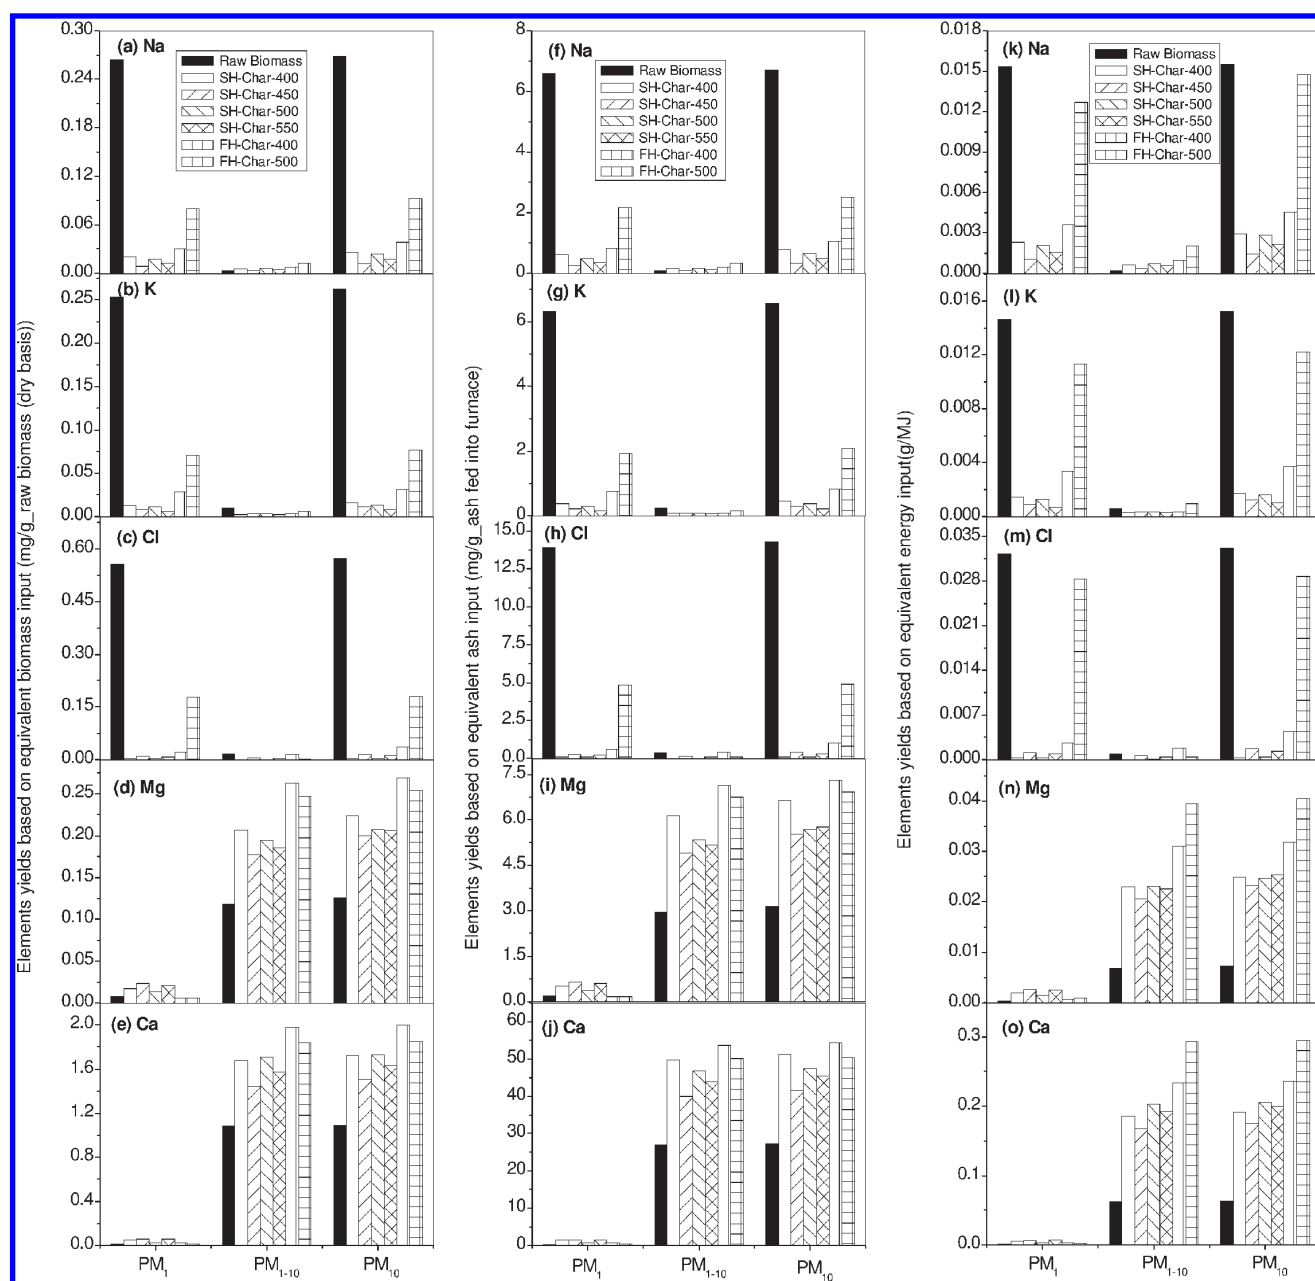 Elements yields based on equivalent biomass input (mg/g_raw biomass (dry basis))
(a) Na
0.30
0.24
0.18
0.12
0.06
0.00
Raw Biomass
SH-Char-400
SH-Char-450
SH-Char-500
SH-Char-550
FH-Char-400
FH-Char-500
(b) K
0.25
0.20
0.15
0.10
0.05
0.00
(c) Cl
0.60
0.45
0.30
0.15
0.00
(d) Mg
0.25
0.20
0.15
0.10
0.05
0.00
(e) Ca
2.0
1.6
1.2
0.8
0.4
0.0
PM1
PM1-10
PM10
Elements yields based on equivalent ash input (mg/g_ash fed into furnace)
(f) Na
8
6
4
2
0
Raw Biomass
SH-Char-400
SH-Char-450
SH-Char-500
SH-Char-550
FH-Char-400
FH-Char-500
(g) K
6
4
2
0
(h) Cl
15.0
12.5
10.0
7.5
5.0
2.5
0.0
(i) Mg
7.5
6.0
4.5
3.0
1.5
0.0
(j) Ca
60
50
40
30
20
10
0
PM1
PM1-10
PM10
Elements yields based on equivalent energy input(g/MJ)
(k) Na
0.018
0.015
0.012
0.009
0.006
0.003
0.000
Raw Biomass
SH-Char-400
SH-Char-450
SH-Char-500
SH-Char-550
FH-Char-400
FH-Char-500
(l) K
0.016
0.012
0.008
0.004
0.000
(m) Cl
0.035
0.028
0.021
0.014
0.007
0.000
(n) Mg
0.04
0.03
0.02
0.01
0.00
(o) Ca
0.3
0.2
0.1
0.0
PM1
PM1-10
PM10